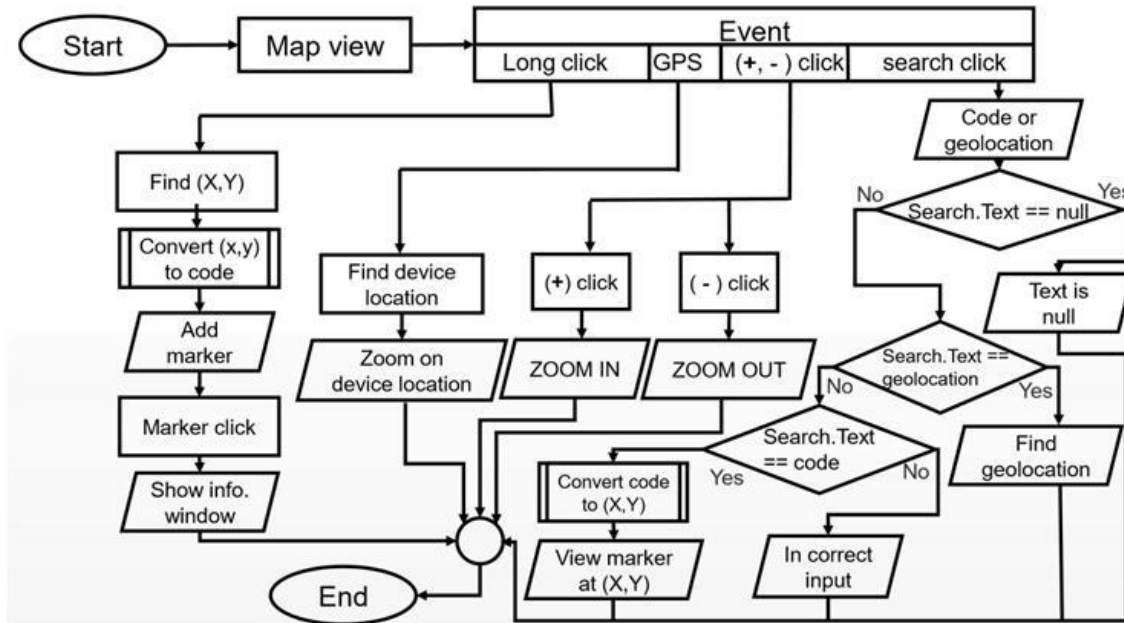 Start
Map view
Event
Long click
GPS
(+, - ) click
search click
Code or
geolocation
No
Yes
Search.Text == null
Find (X,Y)
Convert (x,y)
to code
Find device
location
(+) click
( - ) click
Text is
null
Add
marker
Zoom on
device location
ZOOM IN
ZOOM OUT
Search.Text ==
geolocation
No
Yes
Marker click
Search.Text
== code
Yes
No
Find
geolocation
Show info.
window
Convert code
to (X,Y)
View marker
at (X,Y)
In correct
input
End